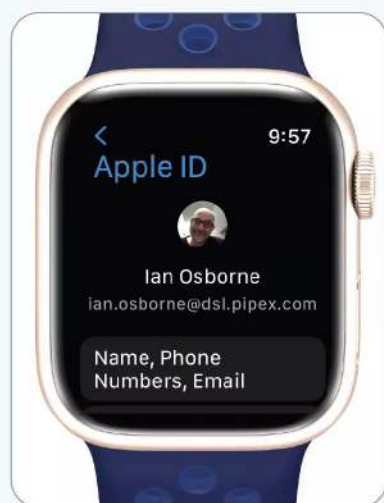 9:57
Apple ID
Ian Osborne
ian.osborne@dsl.pipex.com
Name, Phone
Numbers, Email